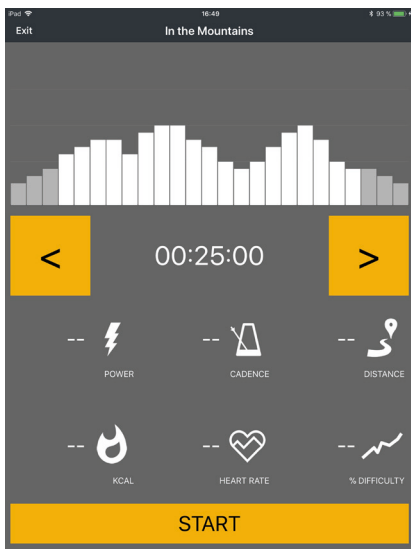 iPad 16:49 93 %
Exit In the Mountains
< 00:25:00 >
-- -- --
POWER CADENCE DISTANCE
-- -- --
KCAL HEART RATE % DIFFICULTY
START